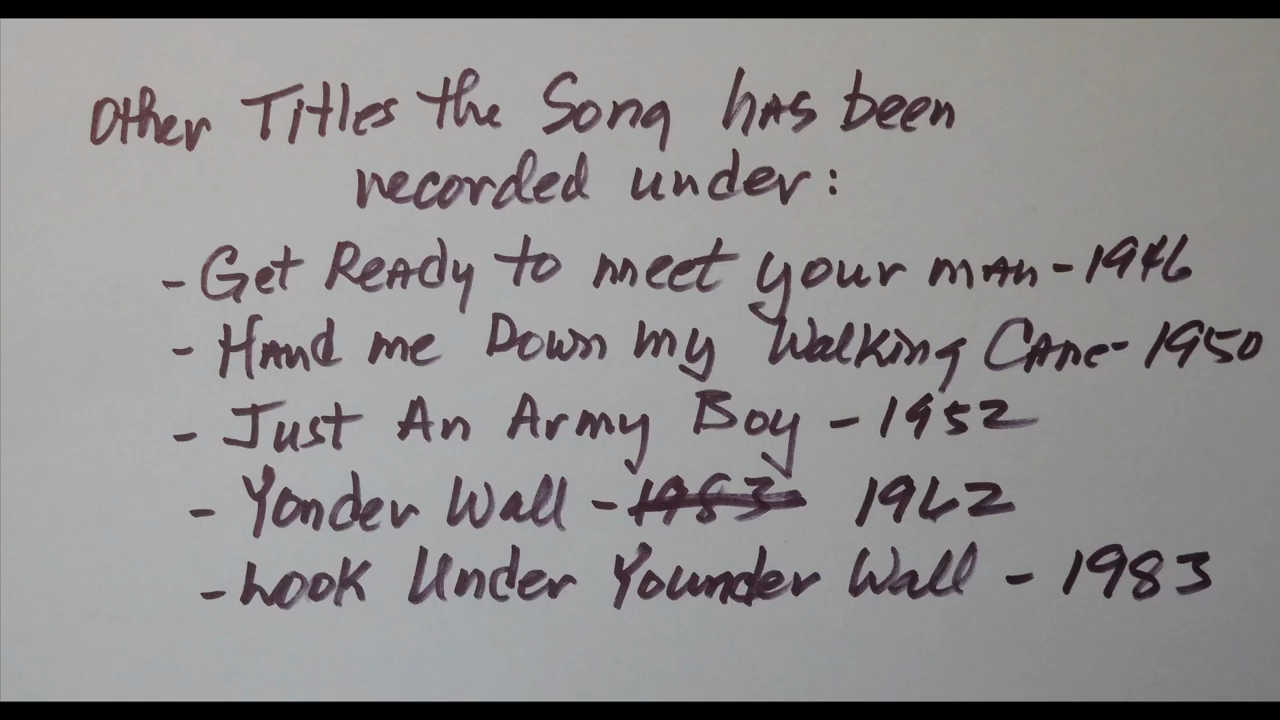 Other Titles the Song has been
recorded under:
- Get Ready to meet your man - 1946
- Hand me Down my Walking Cane - 1950
- Just An Army Boy - 1952
- Yonder Wall - 1983 1962
- Look Under Younder Wall - 1983